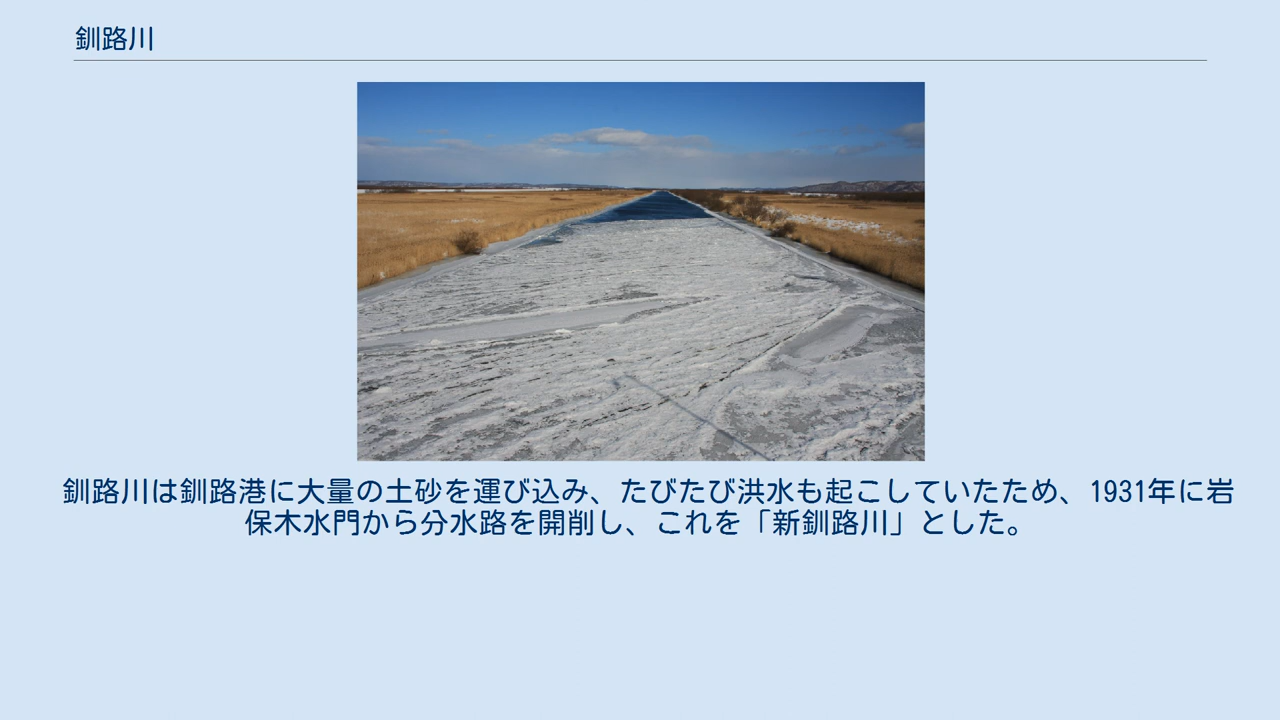 釧路川
釧路川は釧路港に大量の土砂を運び込み、たびたび洪水も起こしていたため、1931年に岩
保木水門から分水路を開削し、これを「新釧路川」とした。